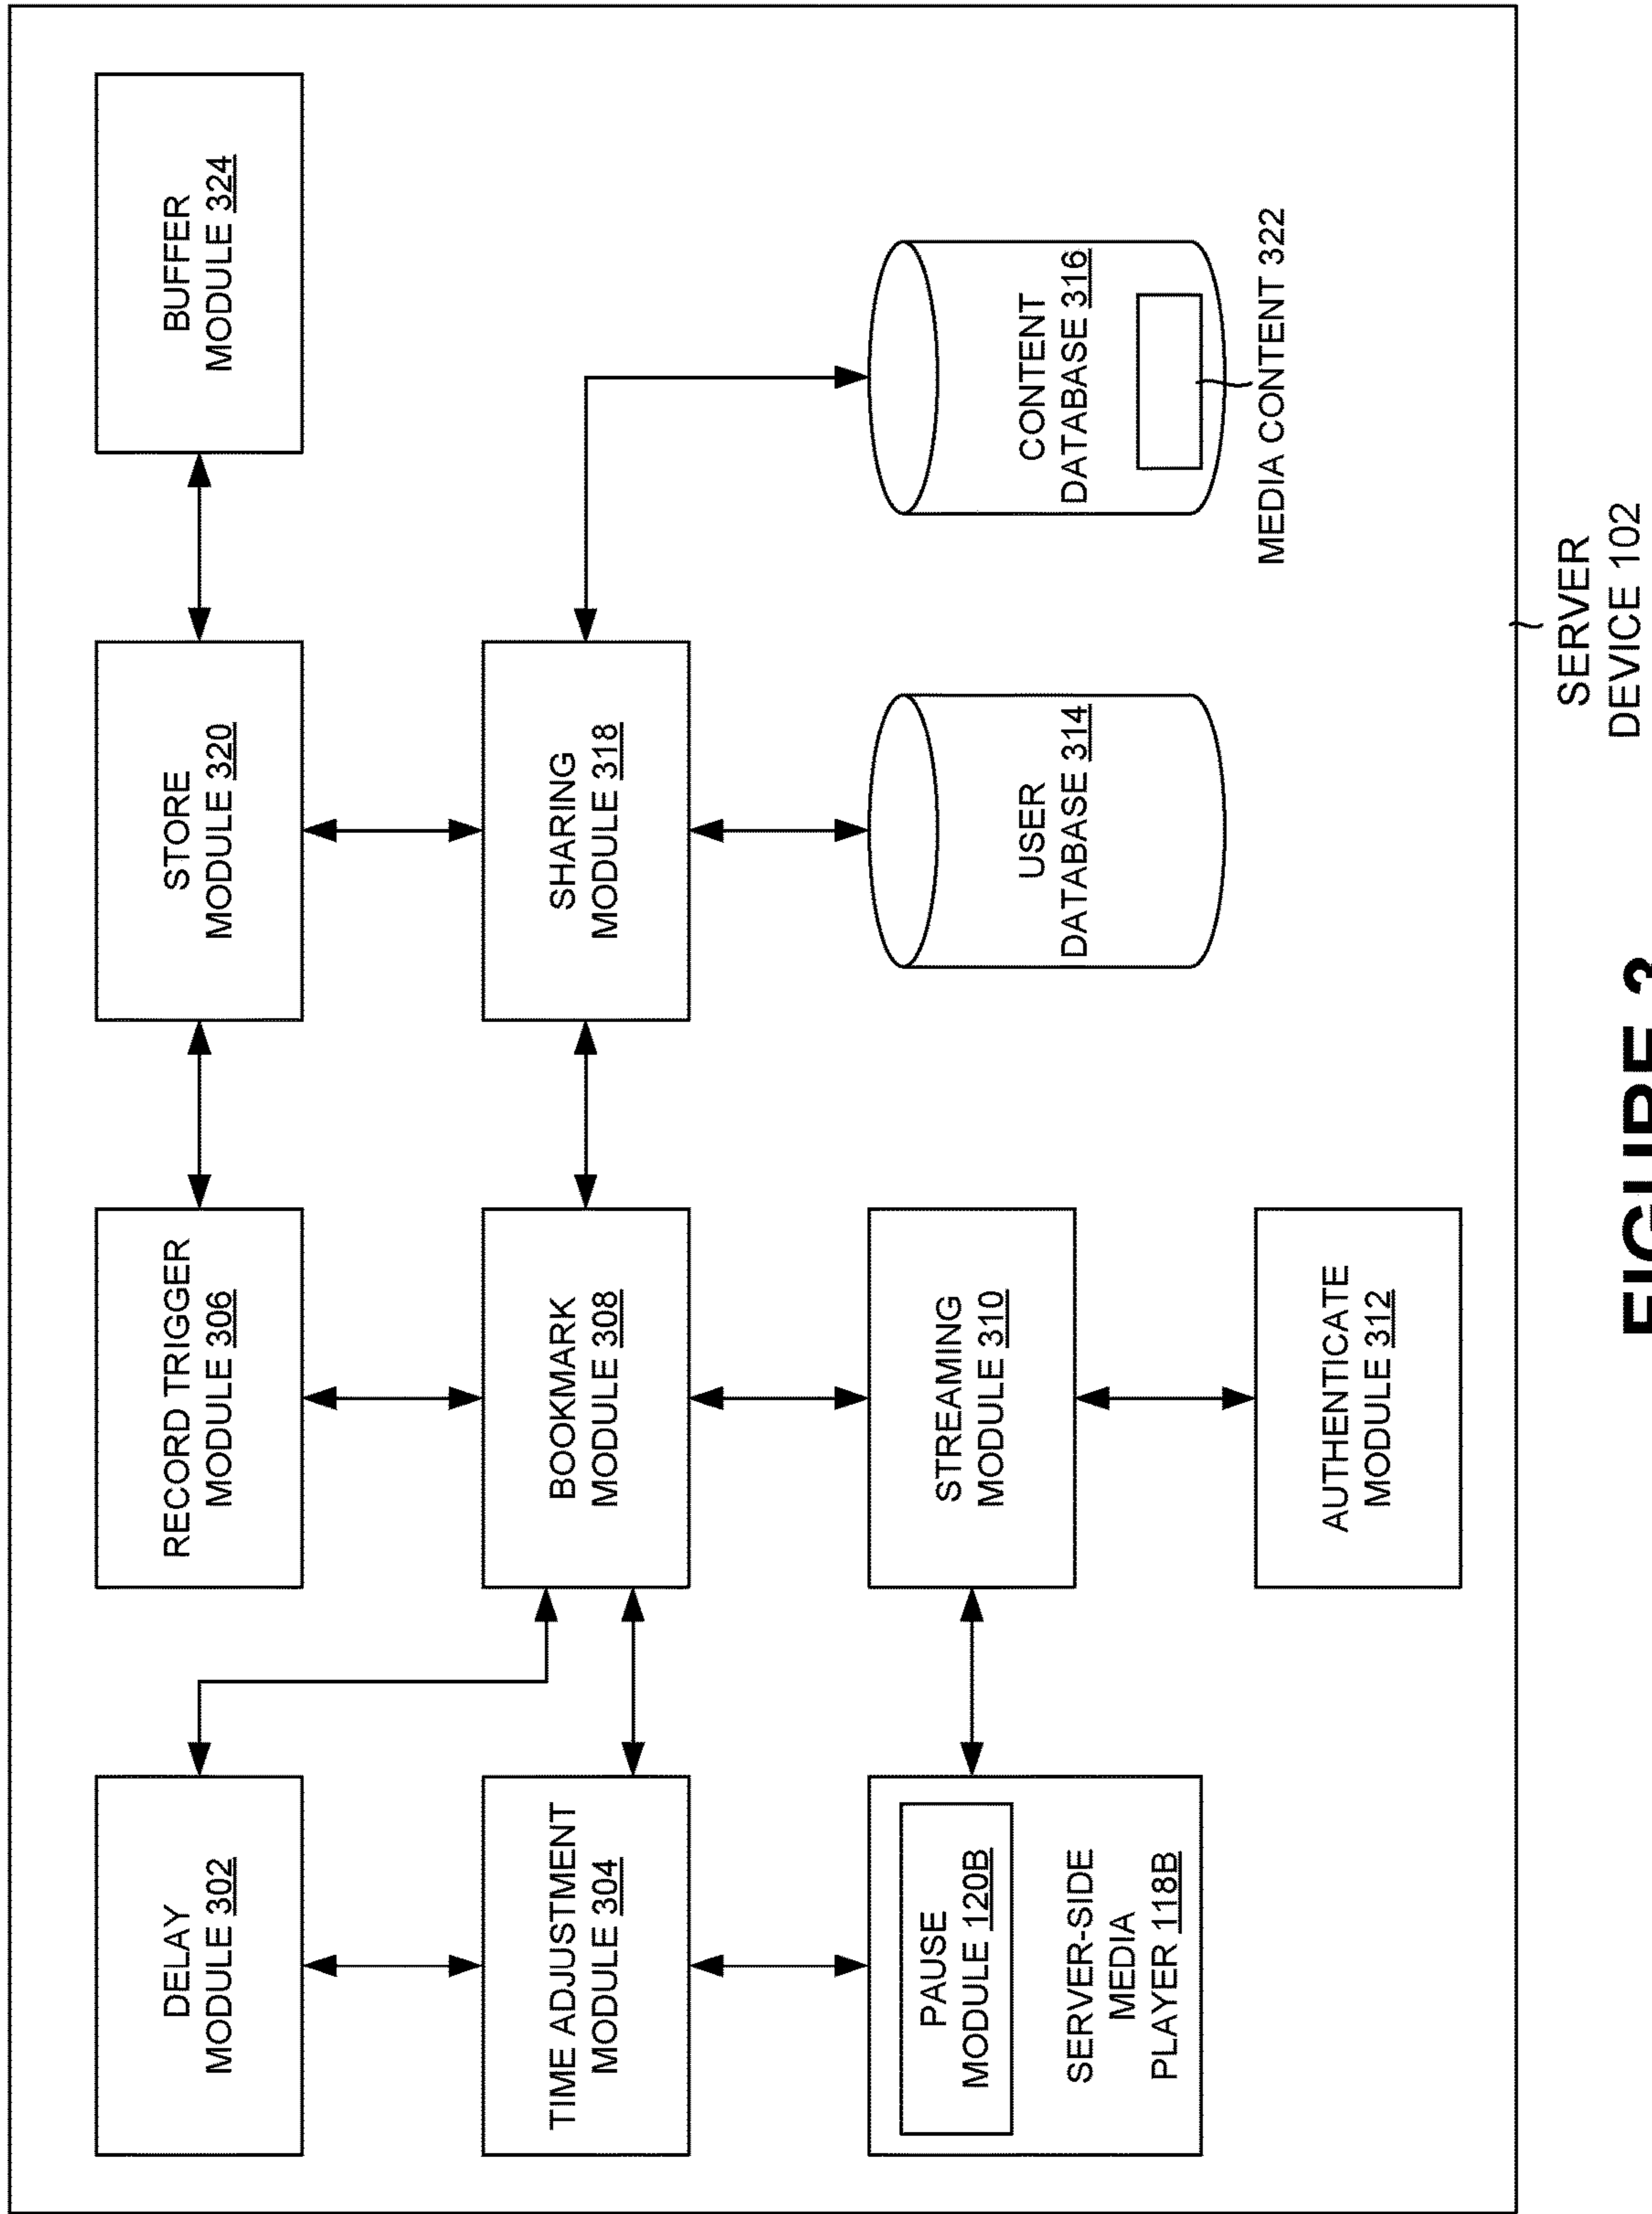 DELAY
MODULE 302
RECORD TRIGGER
MODULE 306
STORE
MODULE 320
BUFFER
MODULE 324
TIME ADJUSTMENT
MODULE 304
BOOKMARK
MODULE 308
SHARING
MODULE 318
PAUSE
MODULE 120B
SERVER-SIDE
MEDIA
PLAYER 118B
STREAMING
MODULE 310
USER
DATABASE 314
CONTENT
DATABASE 316
MEDIA CONTENT 322
AUTHENTICATE
MODULE 312
SERVER
DEVICE 102
FIGURE 3